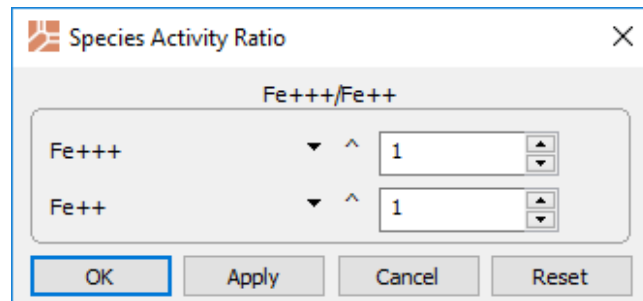 Species Activity Ratio
Fe+++/Fe++
Fe+++ ^ 1
Fe++ ^ 1
OK Apply Cancel Reset